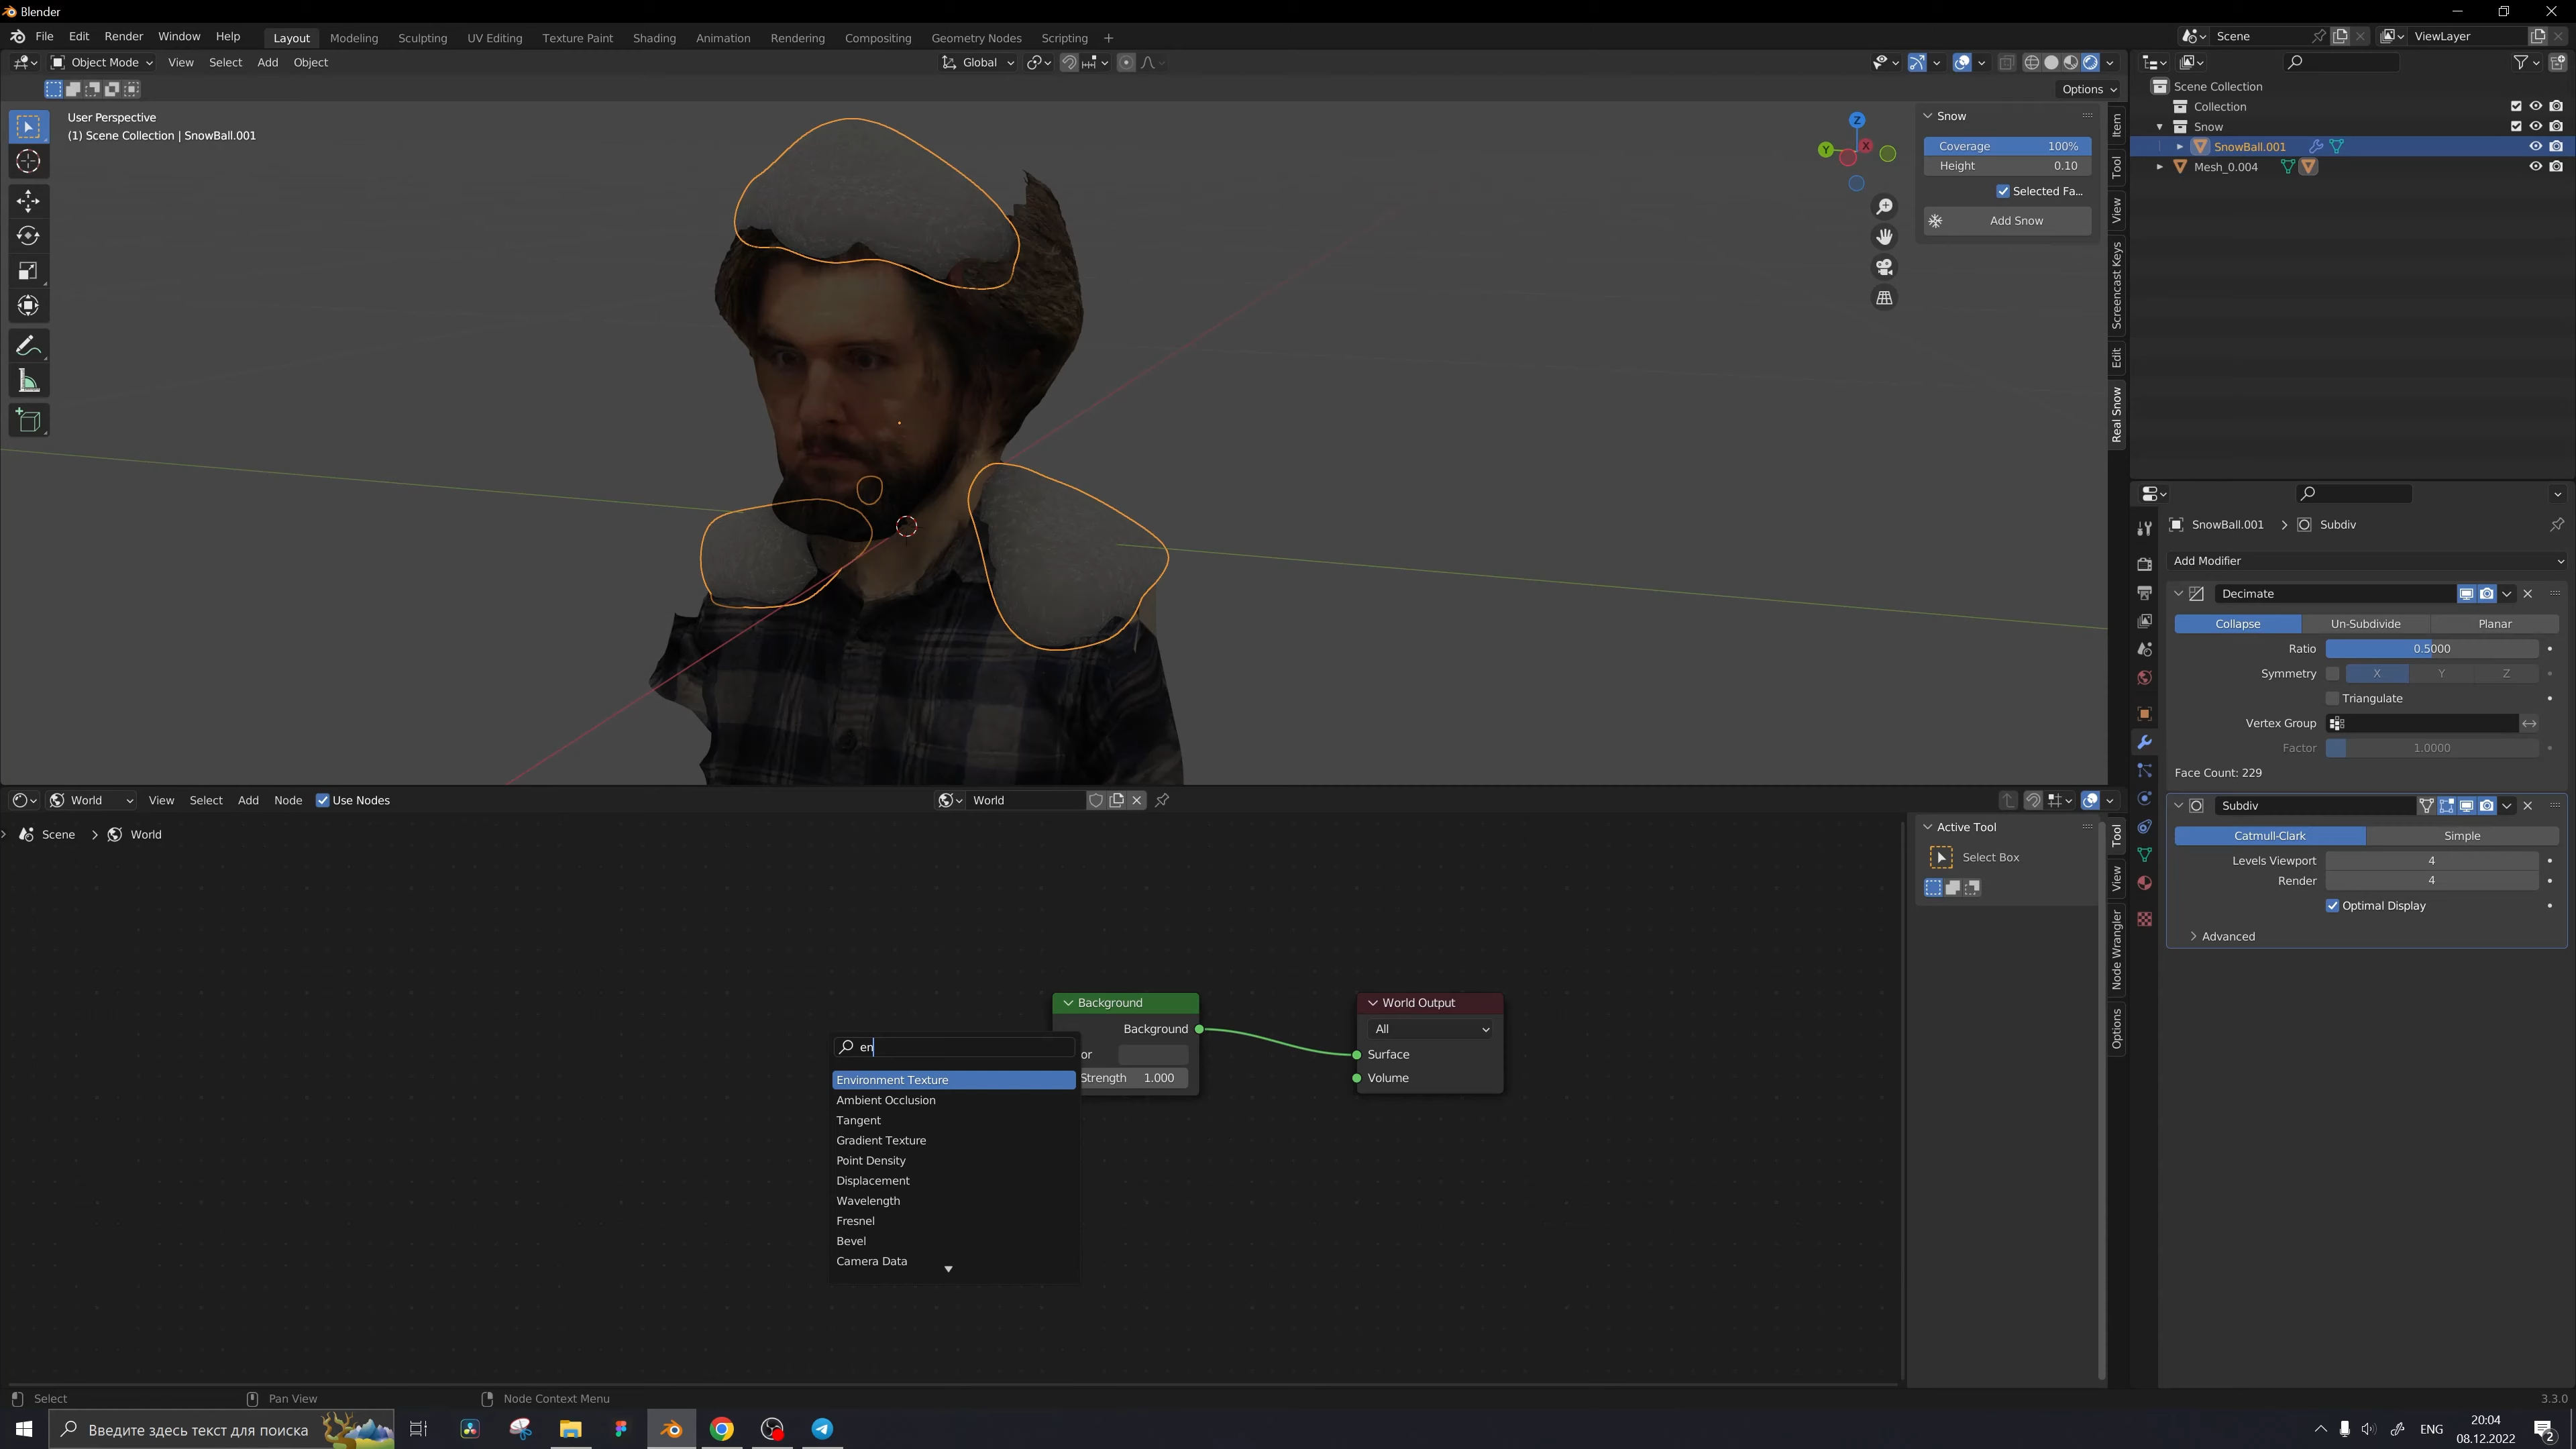 Blender
File Edit Render Window Help Layout Modeling Sculpting UV Editing Texture Paint Shading Animation Rendering Compositing Geometry Nodes Scripting + Scene ViewLayer
Object Mode View Select Add Object Global
Options
User Perspective
(1) Scene Collection | SnowBall.001
Z
Y
X
Snow
Coverage 100%
Height 0.10
Selected Fa...
Add Snow
Item
Tool
View
Screencast Keys
Edit
Real Snow
Scene Collection
Collection
Snow
SnowBall.001
Mesh_0.004
SnowBall.001 > Subdiv
Add Modifier
Decimate
Collapse Un-Subdivide Planar
Ratio 0.5000
Symmetry X Y Z
Triangulate
Vertex Group
Factor 1.0000
Face Count: 229
Subdiv
Catmull-Clark Simple
Levels Viewport 4
Render 4
Optimal Display
Advanced
World View Select Add Node Use Nodes World
Scene > World
Active Tool
Select Box
Tool
View
Node Wrangler
Options
Background
Background
or
Strength 1.000
World Output
All
Surface
Volume
en
Environment Texture
Ambient Occlusion
Tangent
Gradient Texture
Point Density
Displacement
Wavelength
Fresnel
Bevel
Camera Data
Select Pan View Node Context Menu 3.3.0
Введите здесь текст для поиска
ENG
20:04
08.12.2022
2